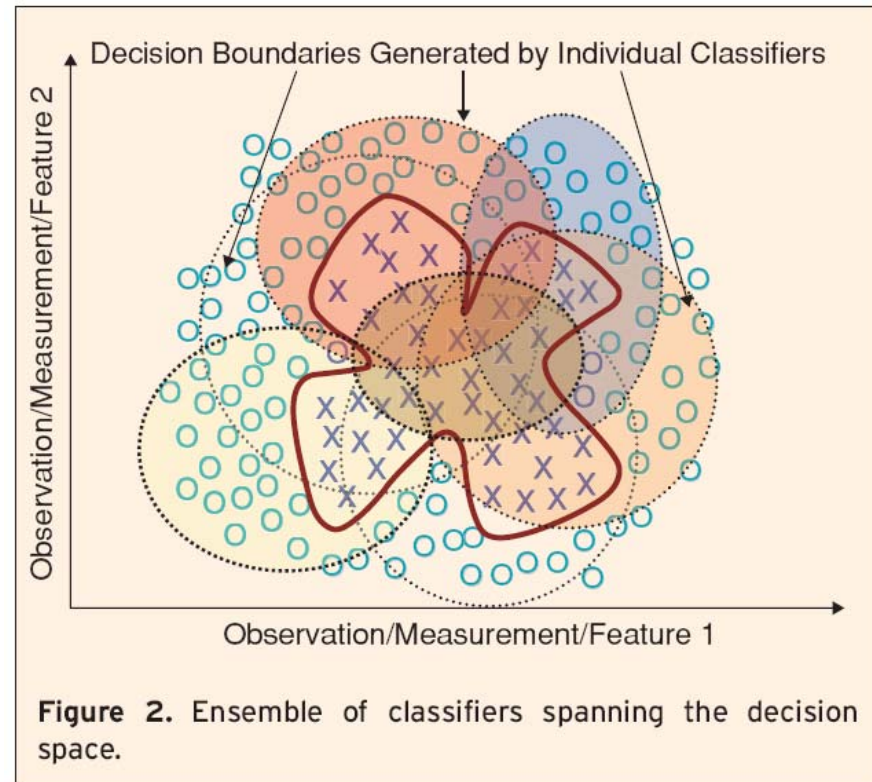 Decision Boundaries Generated by Individual Classifiers
Observation/Measurement/Feature 2
Observation/Measurement/Feature 1
Figure 2. Ensemble of classifiers spanning the decision
space.